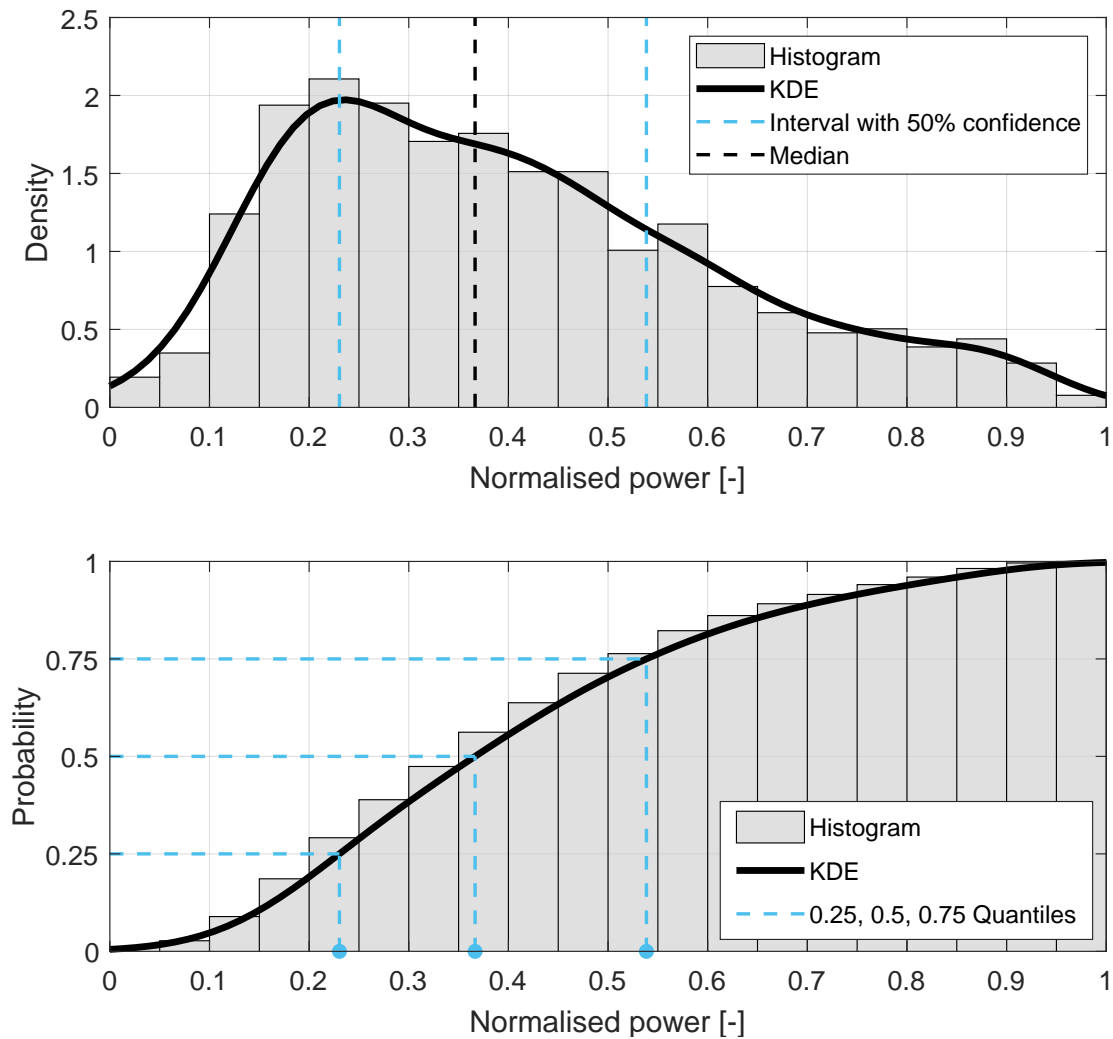 2.5
2
1.5
1
0.5
0
Density
Histogram
KDE
Interval with 50% confidence
Median
0 0.1 0.2 0.3 0.4 0.5 0.6 0.7 0.8 0.9 1
Normalised power [-]
1
0.75
0.5
0.25
0
Probability
Histogram
KDE
0.25, 0.5, 0.75 Quantiles
0 0.1 0.2 0.3 0.4 0.5 0.6 0.7 0.8 0.9 1
Normalised power [-]